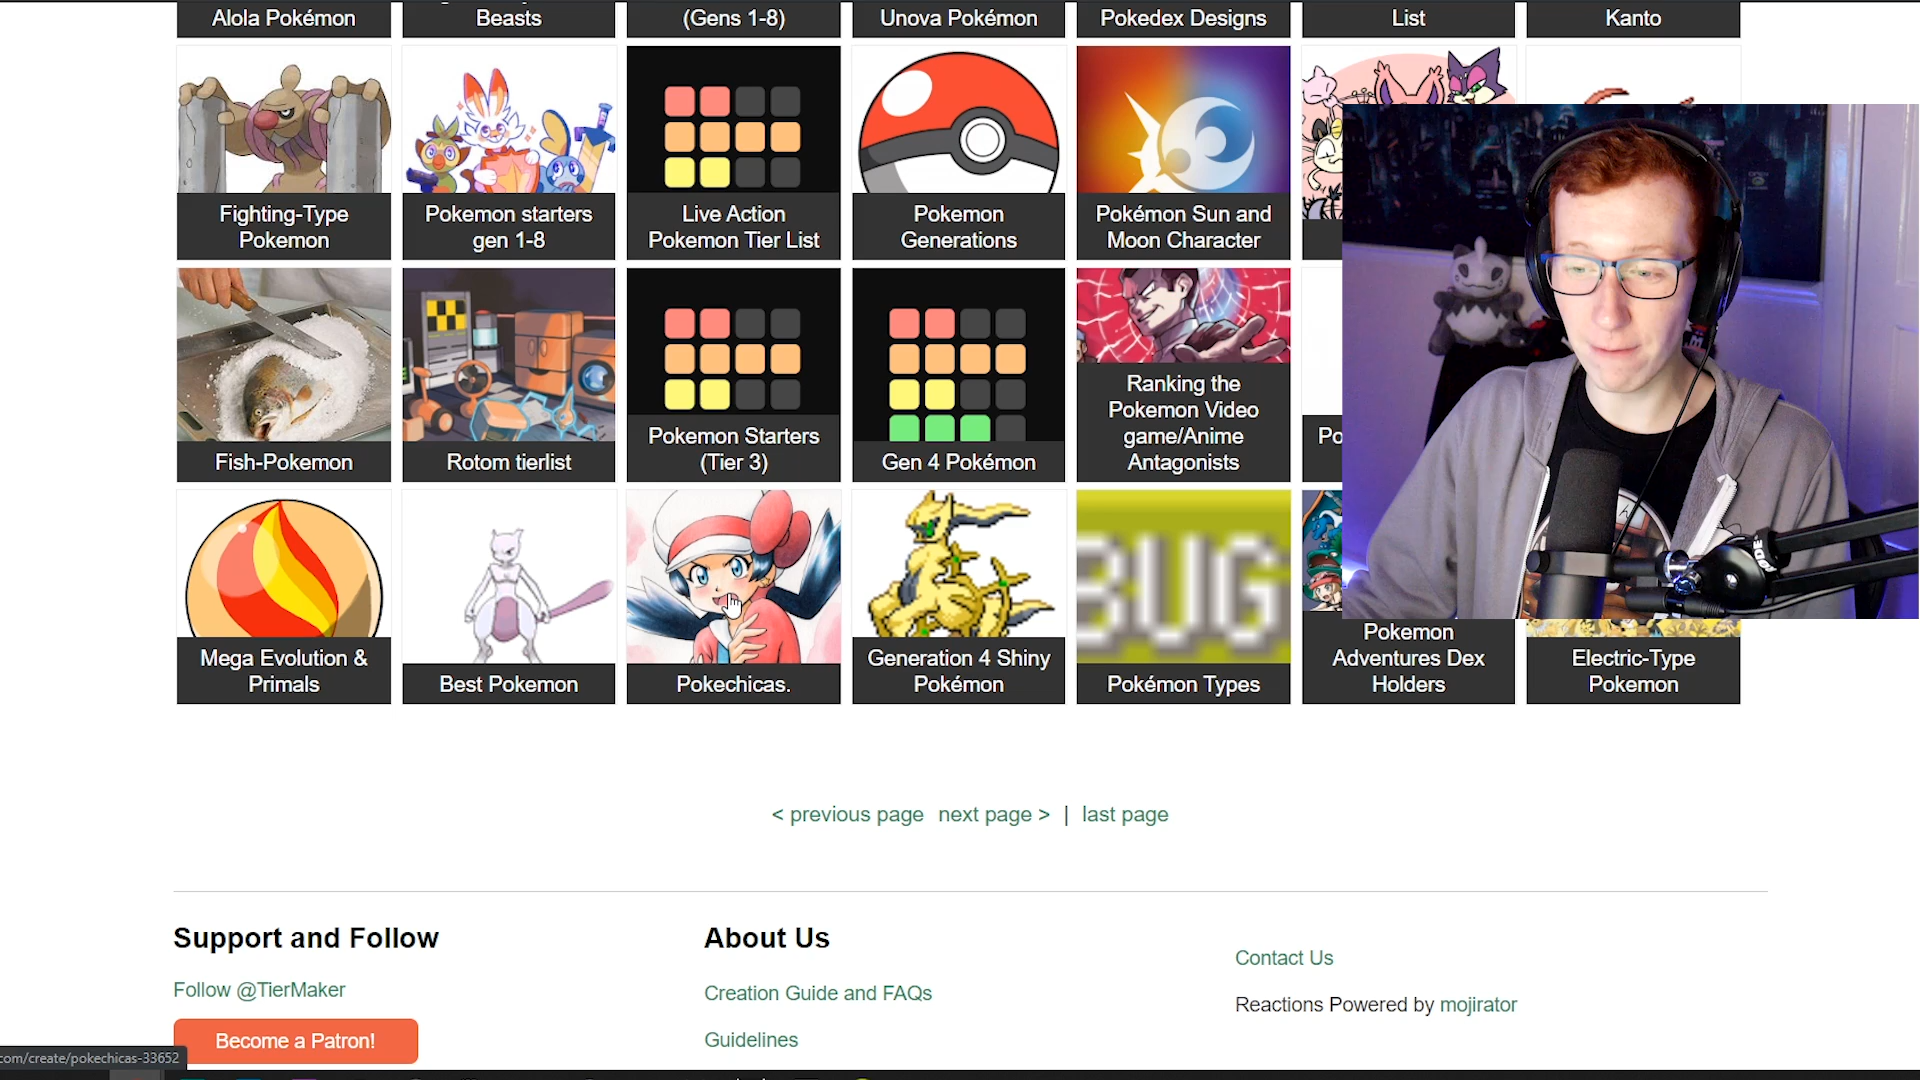 Alola Pokémon
Beasts
(Gens 1-8)
Unova Pokémon
Pokedex Designs
List
Kanto
Fighting-Type
Pokemon
Pokemon starters
gen 1-8
Live Action
Pokemon Tier List
Pokemon
Generations
Pokémon Sun and
Moon Character
Fish-Pokemon
Rotom tierlist
Pokemon Starters
(Tier 3)
Gen 4 Pokémon
Ranking the
Pokemon Video
game/Anime
Antagonists
Po
Mega Evolution &
Primals
Best Pokemon
Pokechicas.
Generation 4 Shiny
Pokémon
BUG
Pokémon Types
Pokemon
Adventures Dex
Holders
Electric-Type
Pokemon
RODE
< previous page next page > | last page
Support and Follow
Follow @TierMaker
Become a Patron!
About Us
Creation Guide and FAQs
Guidelines
Contact Us
Reactions Powered by mojirator
com/create/pokechicas-33652